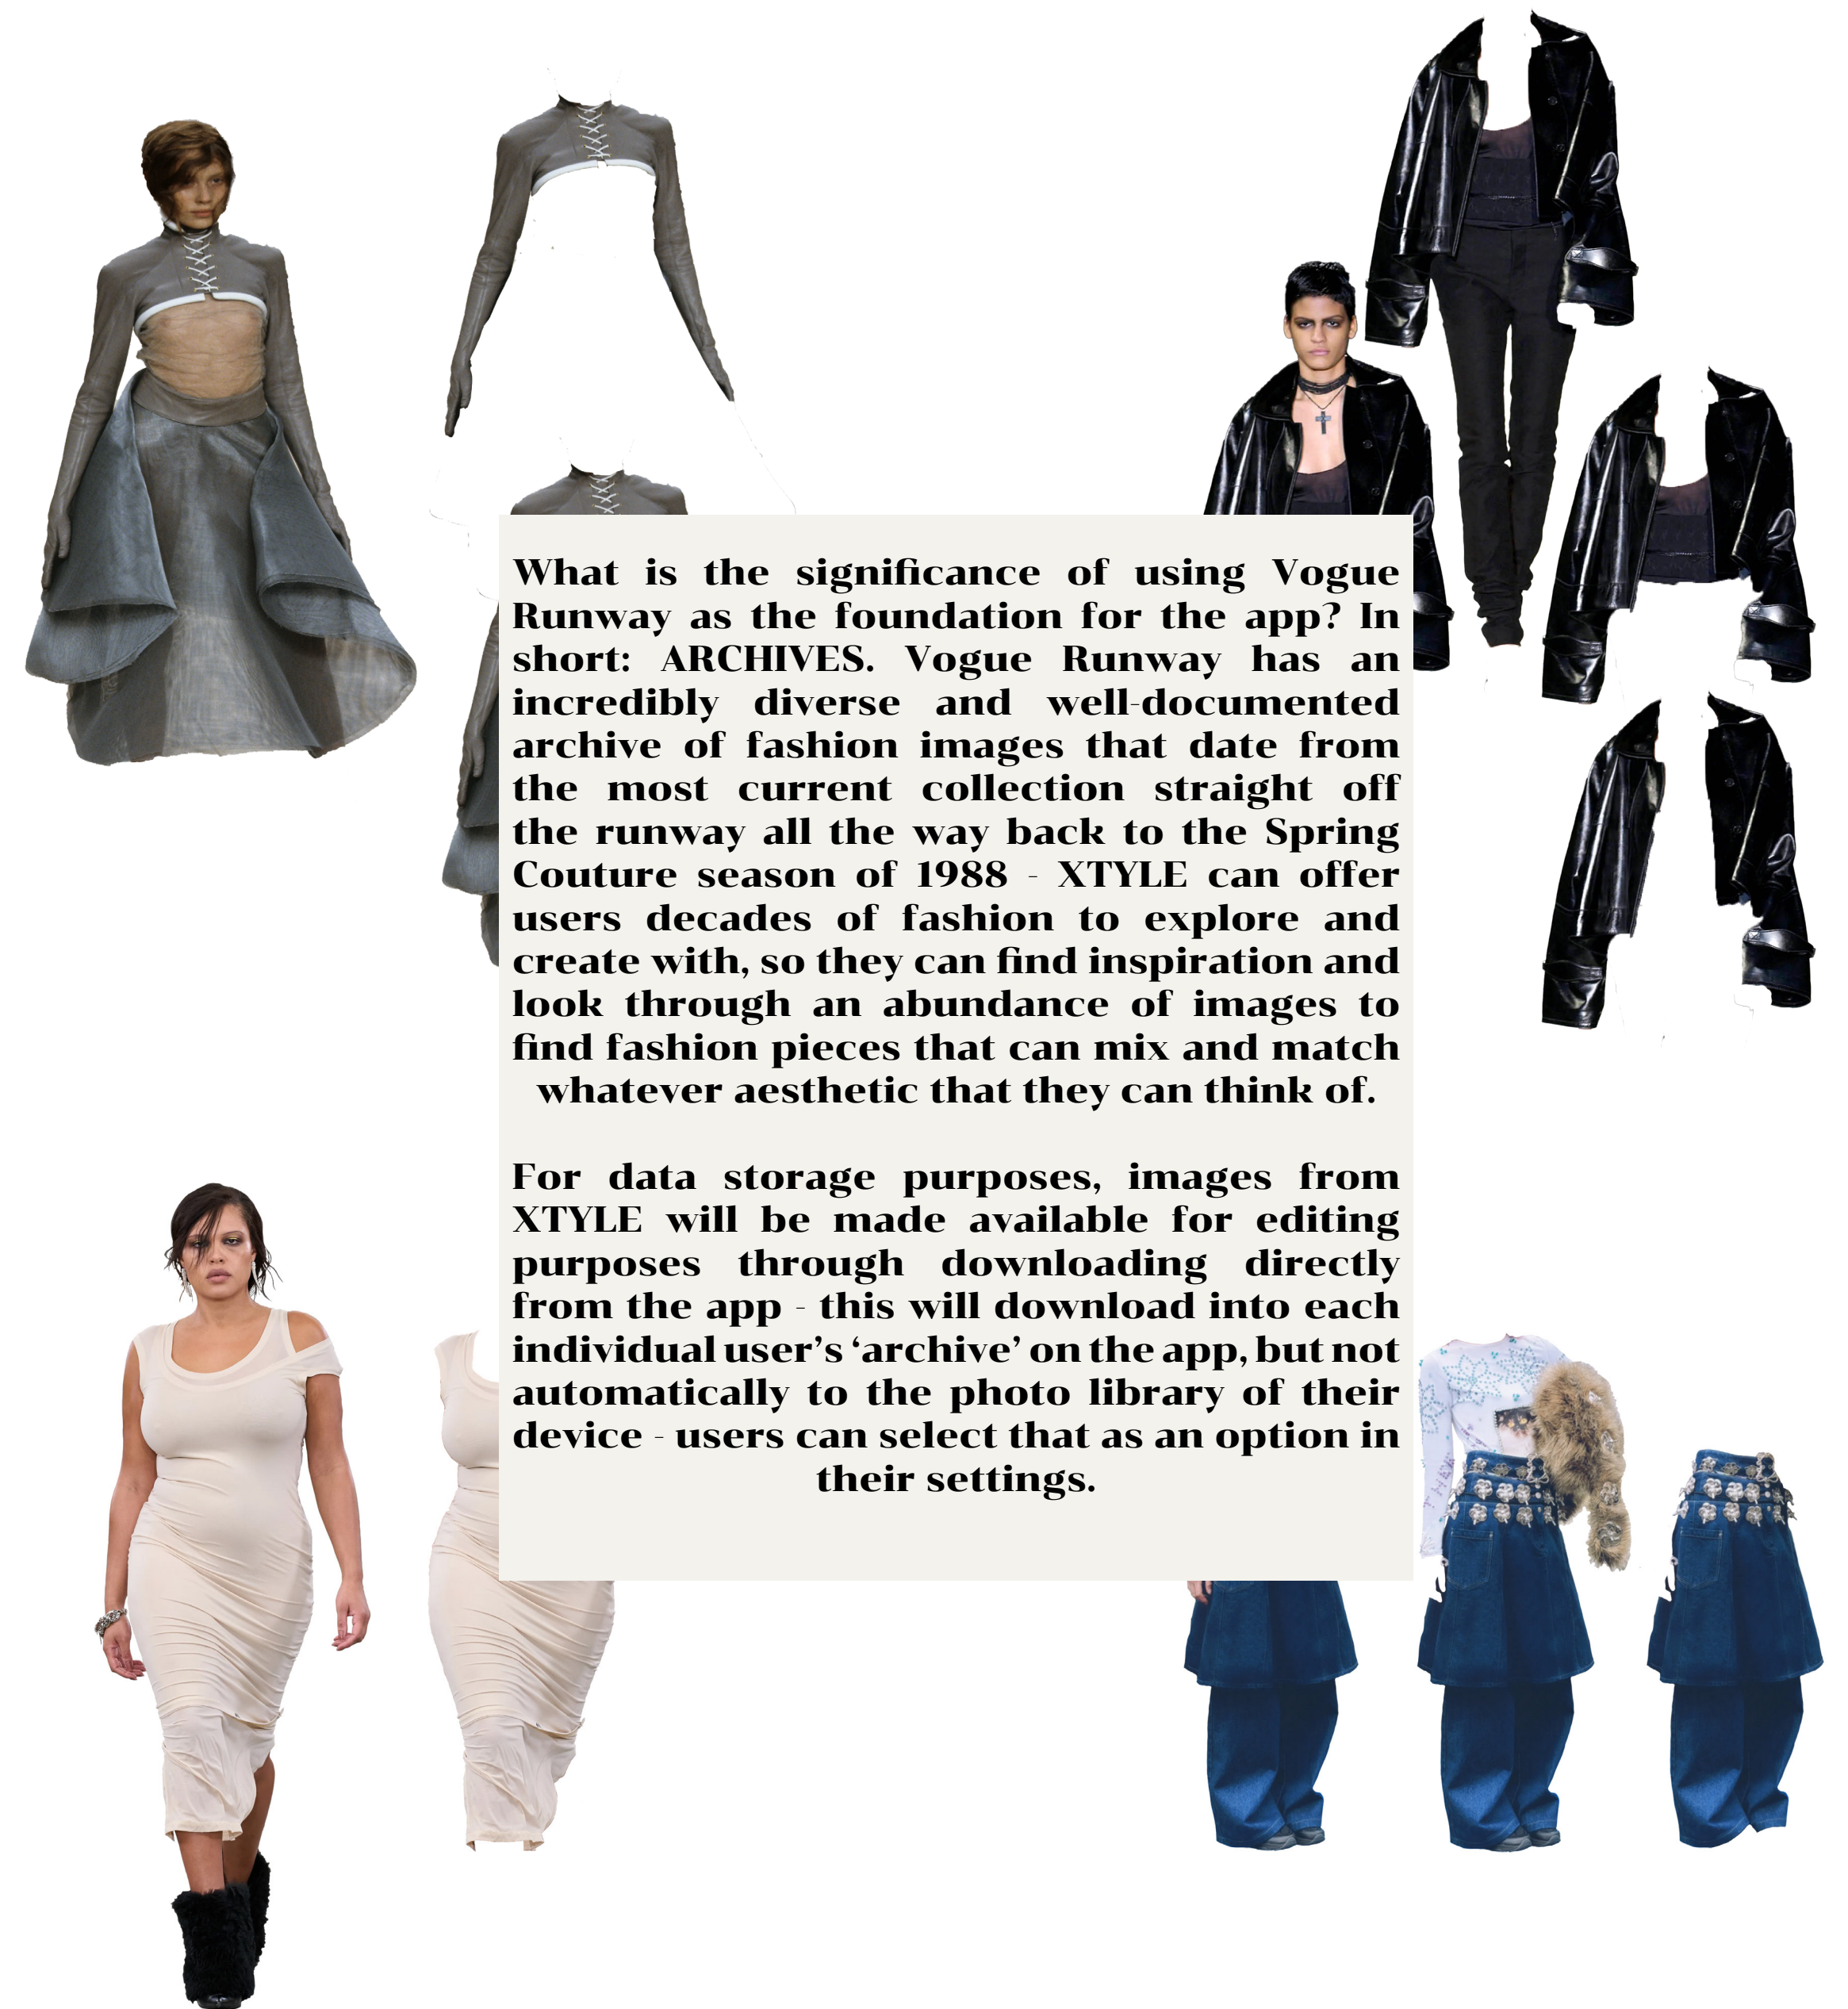 What is the significance of using Vogue
Runway as the foundation for the app? In
short: ARCHIVES. Vogue Runway has an
incredibly diverse and well-documented
archive of fashion images that date from
the most current collection straight off
the runway all the way back to the Spring
Couture season of 1988 - XTYLE can offer
users decades of fashion to explore and
create with, so they can find inspiration and
look through an abundance of images to
find fashion pieces that can mix and match
whatever aesthetic that they can think of.
For data storage purposes, images from
XTYLE will be made available for editing
purposes through downloading directly
from the app - this will download into each
individual user’s ‘archive’ on the app, but not
automatically to the photo library of their
device - users can select that as an option in
their settings.